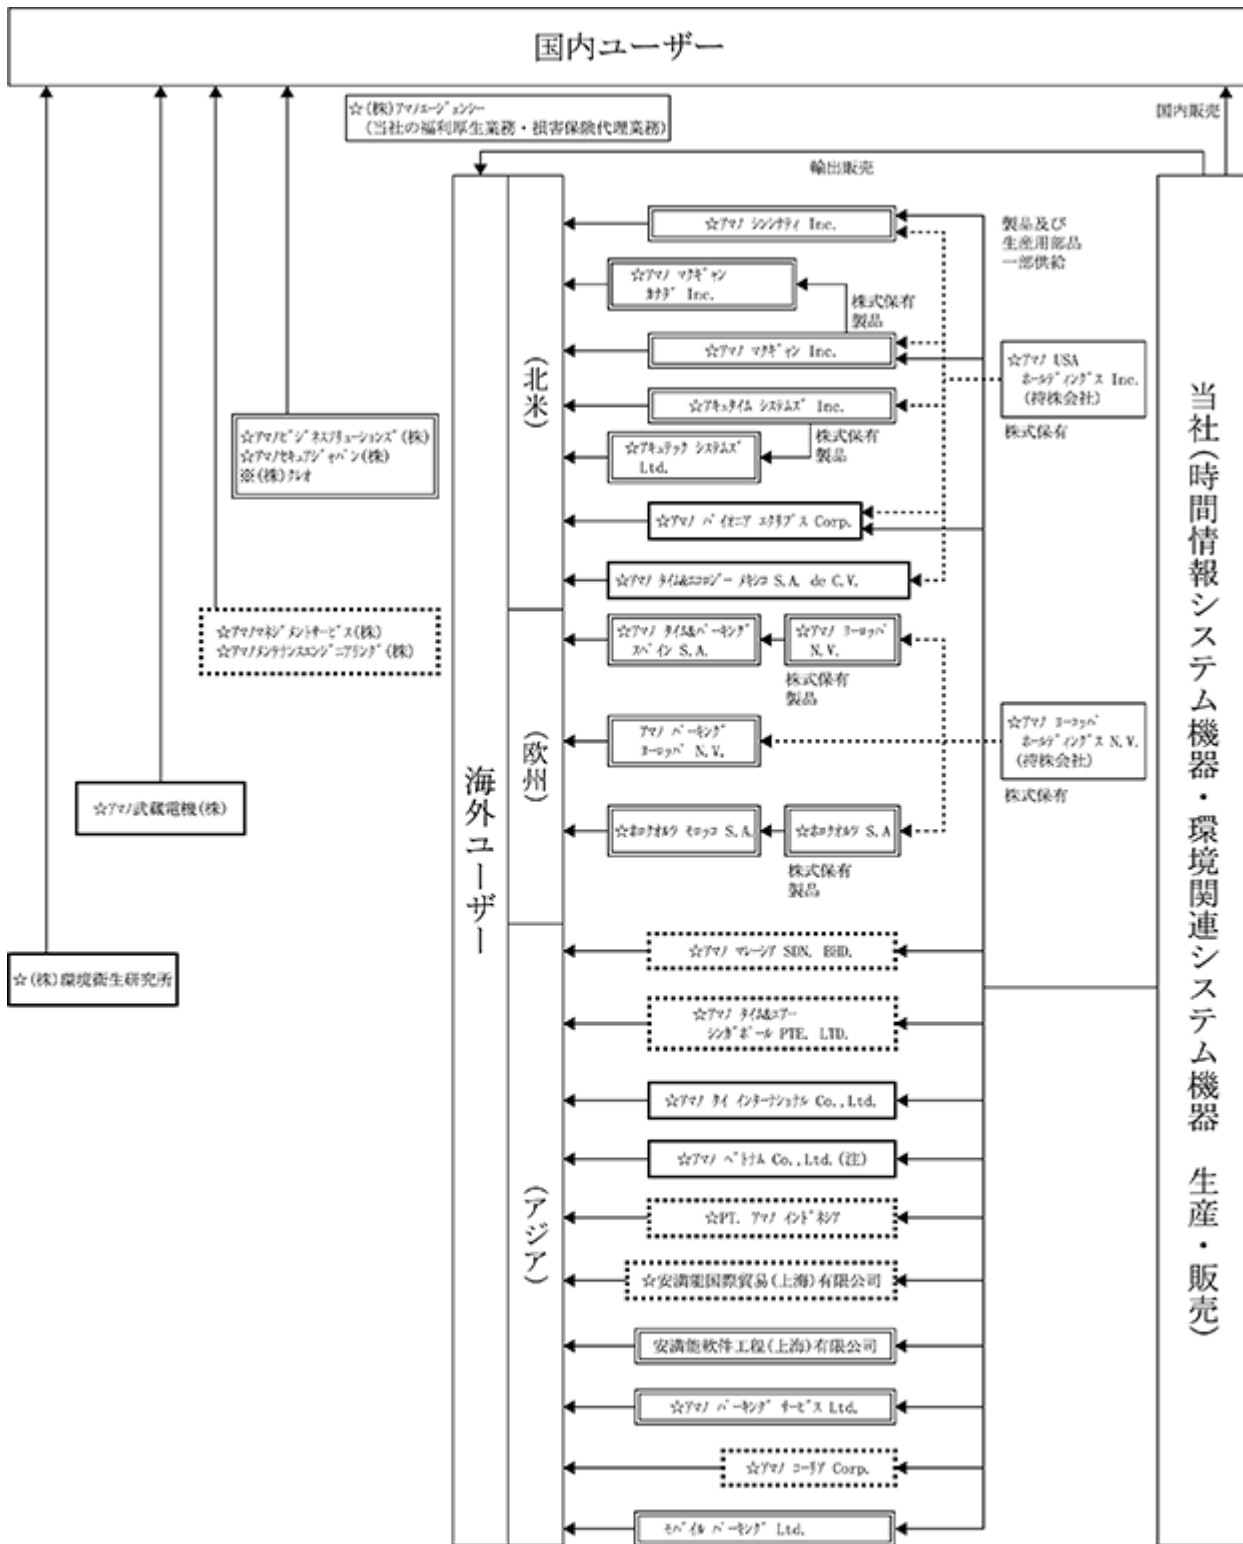 国内ユーザー
☆(株)ｱﾏﾉｴｰｼﾞｪﾝｼｰ
(当社の福利厚生業務・損害保険代理業務)
国内販売
輸出販売
☆ｱﾏﾉ ｼﾝｼﾅﾃｨ Inc.
製品及び
生産用部品
一部供給
☆ｱﾏﾉ ﾏｸｷﾞｬﾝ
ｶﾅﾀﾞ Inc.
株式保有
製品
☆ｱﾏﾉ ﾏｸｷﾞｬﾝ Inc.
☆ｱﾏﾉ USA
ﾎｰﾙﾃﾞｨﾝｸﾞｽ Inc.
(持株会社)
株式保有
(北米)
☆ｱｷｭﾀｲﾑ ｼｽﾃﾑｽﾞ Inc.
株式保有
製品
☆ｱｷｭﾃｯｸ ｼｽﾃﾑｽﾞ
Ltd.
☆ｱﾏﾉﾋﾞｼﾞﾈｽｿﾘｭｰｼｮﾝｽﾞ(株)
☆ｱﾏﾉｾｷｭｱｼﾞｬﾊﾟﾝ(株)
※(株)ｸﾚｵ
☆ｱﾏﾉ ﾊﾟｲｵﾆｱ ｴｸﾘﾌﾟｽ Corp.
☆ｱﾏﾉ ﾀｲﾑ&ｴｺﾛｼﾞｰ ﾒｷｼｺ S.A. de C.V.
☆ｱﾏﾉﾏﾈｼﾞﾒﾝﾄｻｰﾋﾞｽ(株)
☆ｱﾏﾉﾒﾝﾃﾅﾝｽｴﾝｼﾞﾆｱﾘﾝｸﾞ(株)
☆ｱﾏﾉ ﾀｲﾑ&ﾊﾟｰｷﾝｸﾞ
ｽﾍﾟｲﾝ S.A.
☆ｱﾏﾉ ﾖｰﾛｯﾊﾟ
N.V.
株式保有
製品
(欧州)
ｱﾏﾉ ﾊﾟｰｷﾝｸﾞ
ﾖｰﾛｯﾊﾟ N.V.
☆ｱﾏﾉ ﾖｰﾛｯﾊﾟ
ﾎｰﾙﾃﾞｨﾝｸﾞｽ N.V.
(持株会社)
株式保有
☆ｱﾏﾉ武蔵電機(株)
☆ﾎﾛｸｵﾙﾂ ﾓﾛｯｺ S.A.
☆ﾎﾛｸｵﾙﾂ S.A
株式保有
製品
海外ユーザー
当社(時間情報システム機器・環境関連システム機器 生産・販売)
☆(株)環境衛生研究所
☆ｱﾏﾉ ﾏﾚｰｼｱ SDN. BHD.
☆ｱﾏﾉ ﾀｲﾑ&ｴｱｰ
ｼﾝｶﾞﾎﾟｰﾙ PTE. LTD.
☆ｱﾏﾉ ﾀｲ ｲﾝﾀｰﾅｼｮﾅﾙ Co.,Ltd.
☆ｱﾏﾉ ﾍﾞﾄﾅﾑ Co.,Ltd.(注)
(アジア)
☆PT. ｱﾏﾉ ｲﾝﾄﾞﾈｼｱ
☆安満能国際貿易(上海)有限公司
安満能軟件工程(上海)有限公司
☆ｱﾏﾉ ﾊﾟｰｷﾝｸﾞ ｻｰﾋﾞｽ Ltd.
☆ｱﾏﾉ ｺｰﾘｱ Corp.
ﾓﾊﾞｲﾙ ﾊﾟｰｷﾝｸﾞ Ltd.